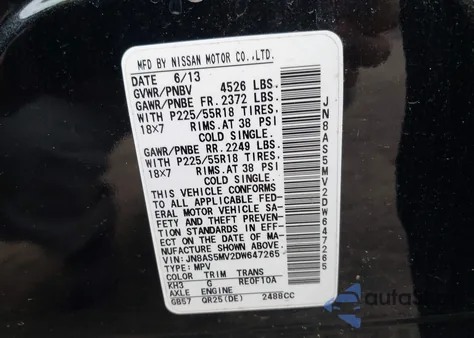 MFD BY NISSAN MOTOR CO.,LTD.
DATE 6/13
GVWR/PNBV 4526 LBS.
GAWR/PNBE FR. 2372 LBS.
WITH P225/55R18 TIRES.
18X7 RIMS. AT 38 PSI
COLD SINGLE.
GAWR/PNBE RR. 2249 LBS.
WITH P225/55R18 TIRES.
18X7 RIMS. AT 38 PSI
COLD SINGLE.
THIS VEHICLE CONFORMS
TO ALL APPLICABLE FED-
ERAL MOTOR VEHICLE SA-
FETY AND THEFT PREVEN-
TION STANDARDS IN EFF-
ECT ON THE DATE OF MA-
NUFACTURE SHOWN ABOVE.
VIN:JN8AS5MV2DW647265
TYPE: MPV
COLOR TRIM TRANS
KH3 G RE0F10A
AXLE ENGINE
GB57 QR25(DE) 2488CC
JN8AS5MV2DW647265